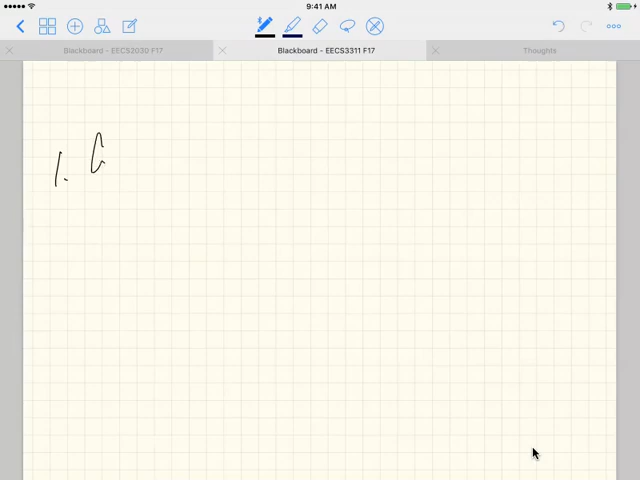 9:41 AM
Blackboard - EECS2030 F17
Blackboard - EECS3311 F17
Thoughts
1. C